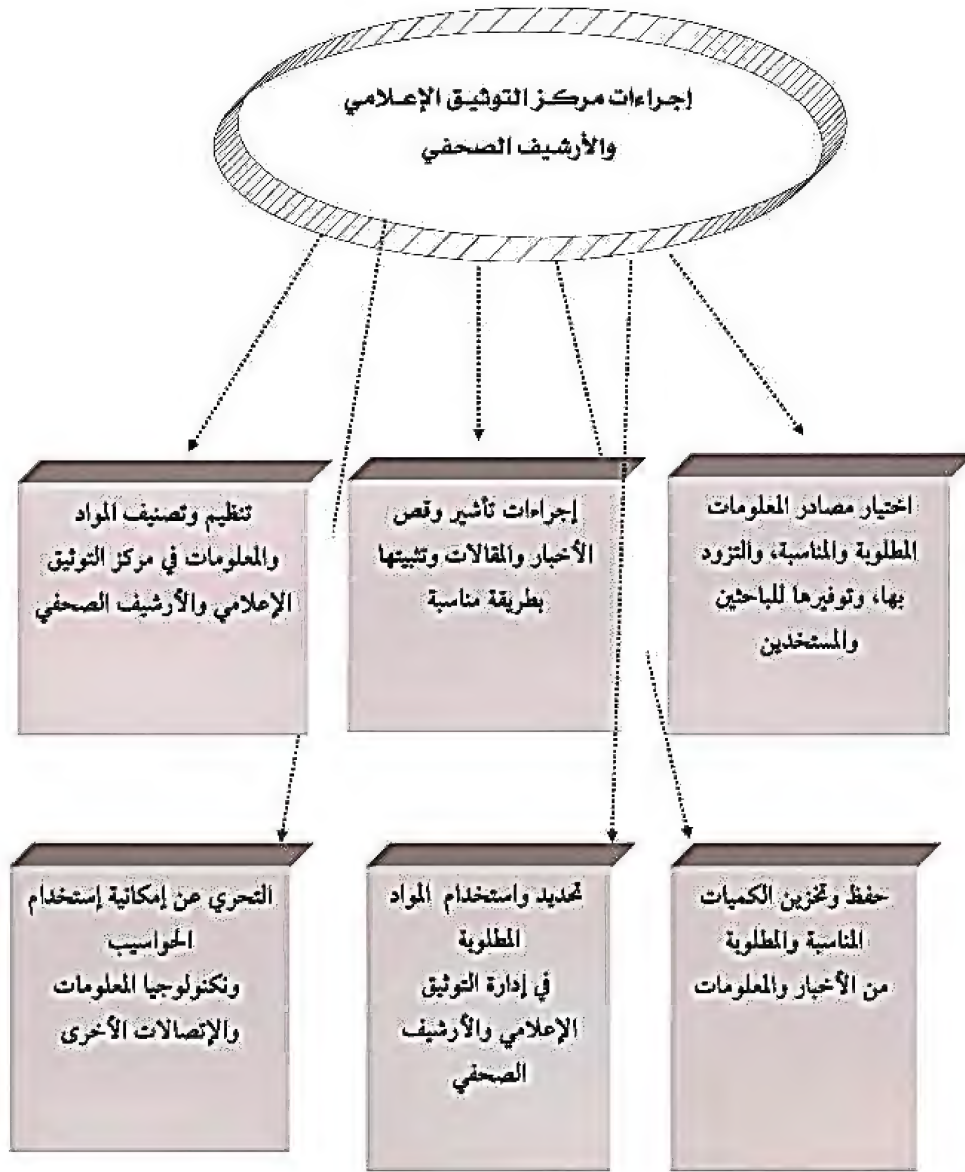 إجراءات مركز التوثيق الإعلامي
والأرشيف الصحفي
اختيار مصادر المعلومات
المطلوبة والمناسبة، والتزود
بها، وتوفيرها للباحثين
والمستخدين
إجراءات تأشير وقص
الأخبار والمقالات وتثبيتها
بطريقة مناسبة
تنظيم وتصنيف المواد
والمعلومات في مركز التوثيق
الإعلامي والأرشيف الصحفي
حفظ وتخزين الكميات
المناسبة والمطلوبة
من الأخبار والمعلومات
تحديد واستخدام المواد
المطلوبة
في إدارة التوثيق
الإعلامي والأرشيف
الصحفي
التحري عن إمكانية إستخدام
الحواسيب
وتكنولوجيا المعلومات
والإتصالات الأخرى